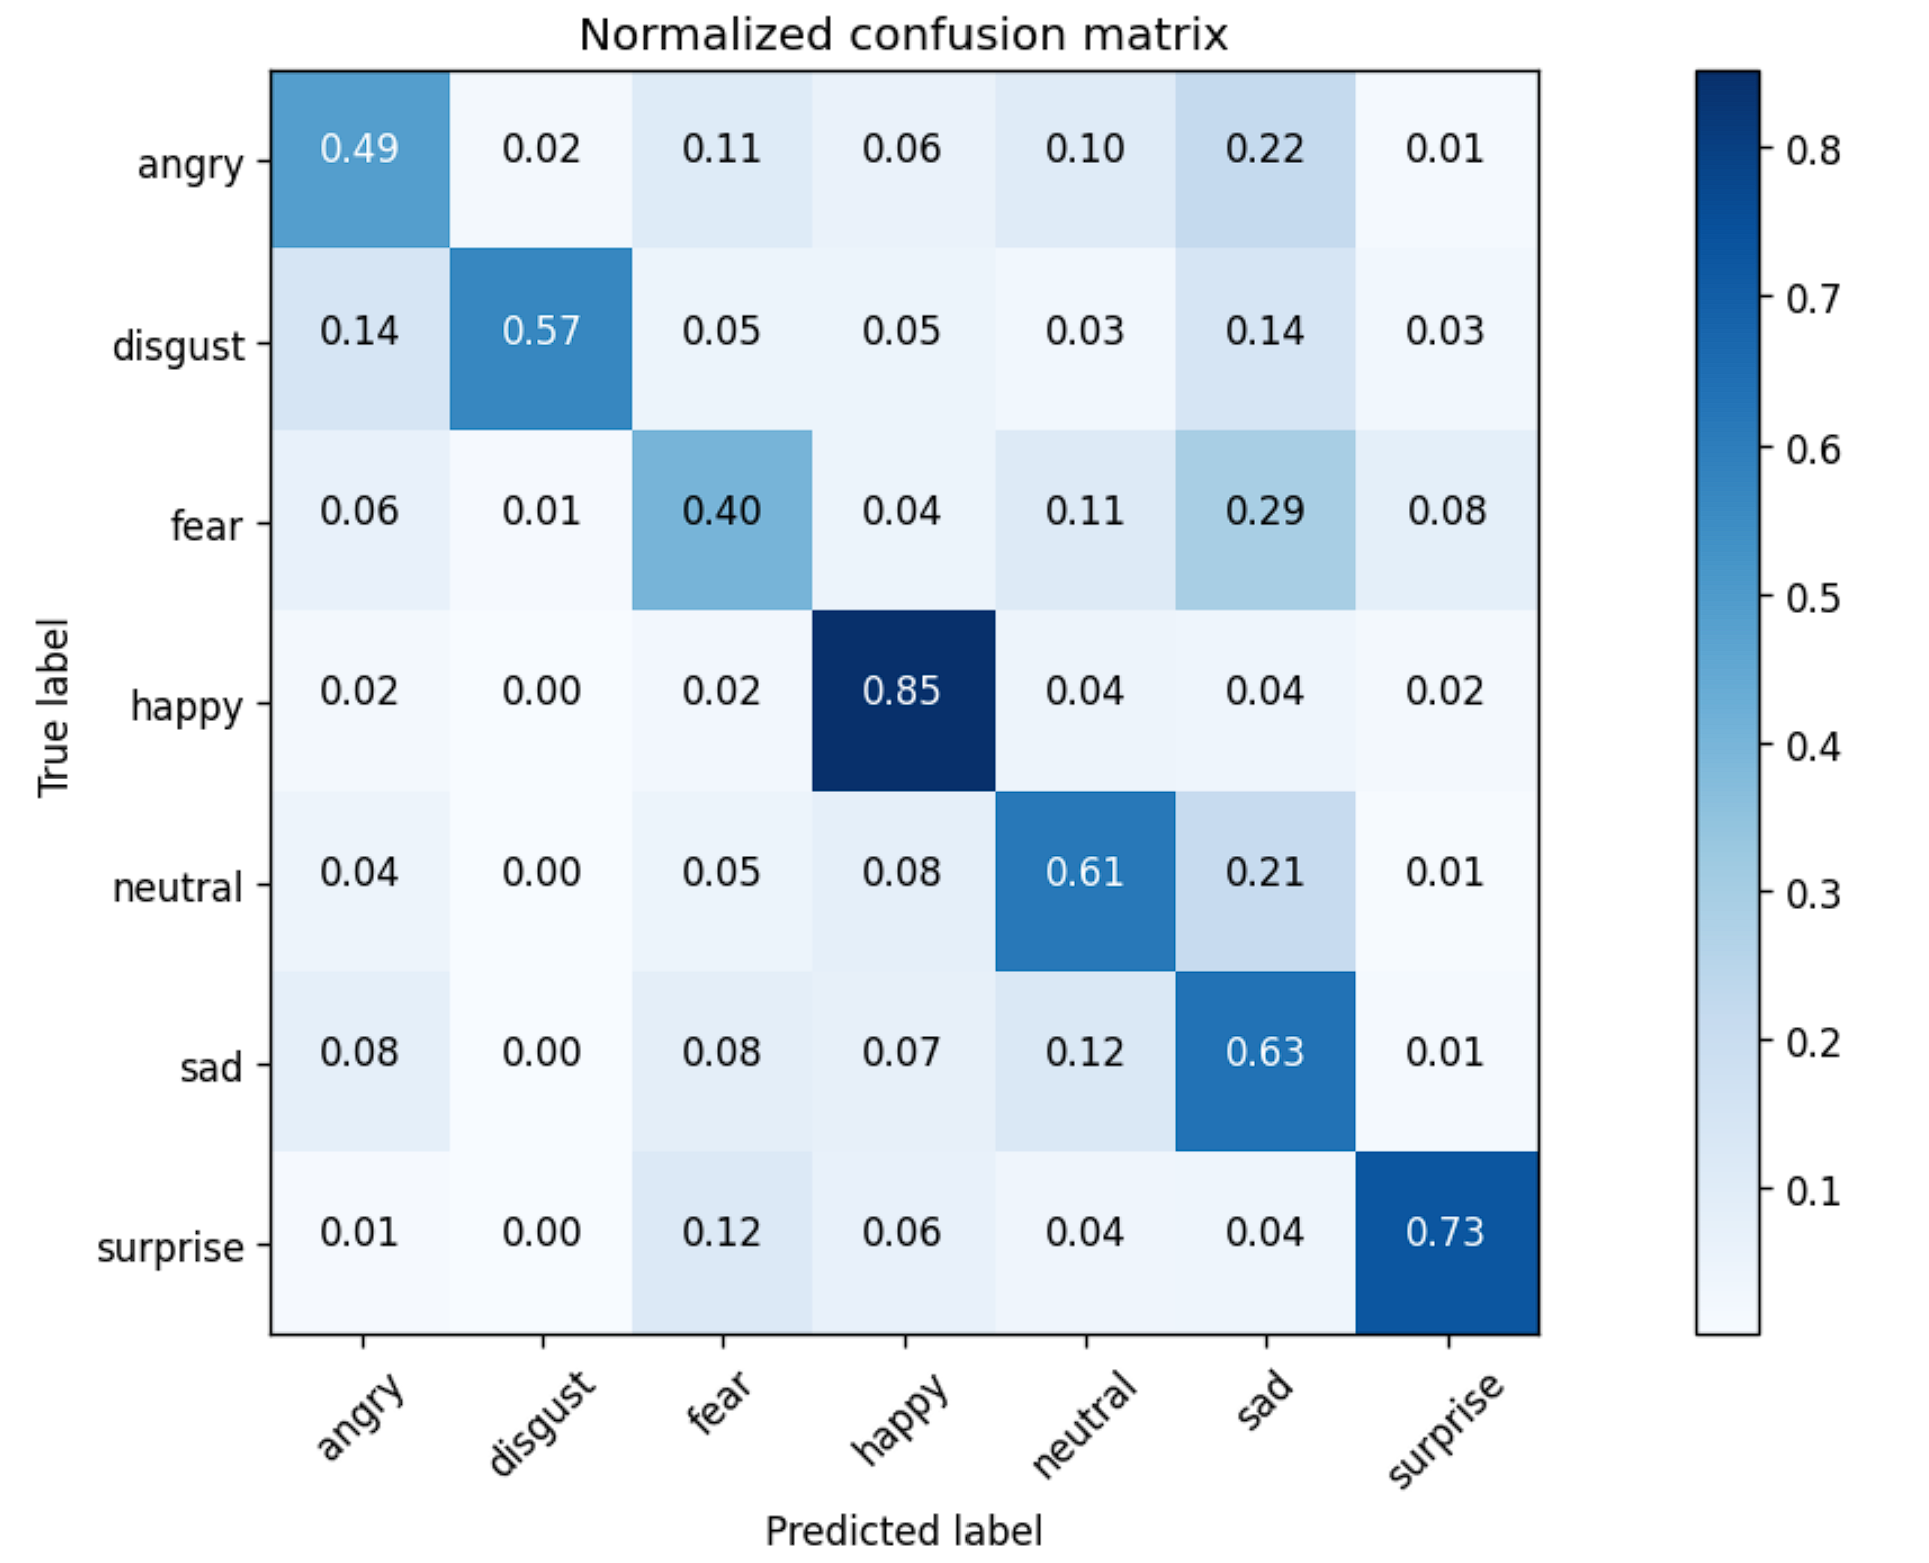 Normalized confusion matrix
angry 0.49 0.02 0.11 0.06 0.10 0.22 0.01
disgust 0.14 0.57 0.05 0.05 0.03 0.14 0.03
fear 0.06 0.01 0.40 0.04 0.11 0.29 0.08
happy 0.02 0.00 0.02 0.85 0.04 0.04 0.02
neutral 0.04 0.00 0.05 0.08 0.61 0.21 0.01
sad 0.08 0.00 0.08 0.07 0.12 0.63 0.01
surprise 0.01 0.00 0.12 0.06 0.04 0.04 0.73
angry disgust fear happy neutral sad surprise
True label
Predicted label
0.8
0.7
0.6
0.5
0.4
0.3
0.2
0.1